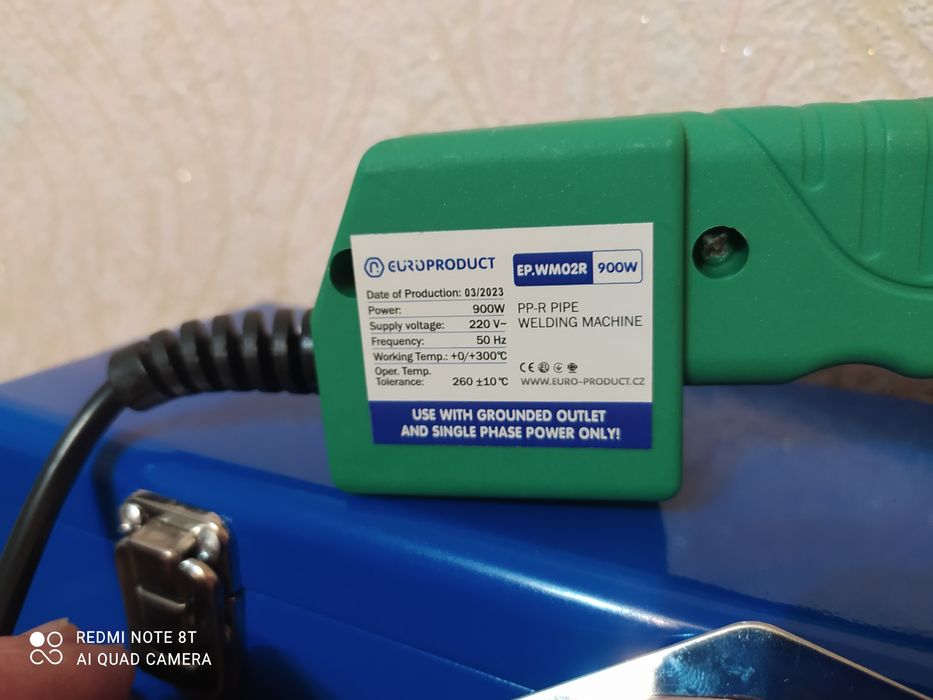 EUROPRODUCT
EP.WM02R 900W
Date of Production: 03/2023
Power: 900W
Supply voltage: 220 V~
Frequency: 50 Hz
Working Temp.: +0/+300°C
Oper. Temp.
Tolerance: 260 ±10°C
PP-R PIPE
WELDING MACHINE
CE
WWW.EURO-PRODUCT.CZ
USE WITH GROUNDED OUTLET
AND SINGLE PHASE POWER ONLY!
REDMI NOTE 8T
AI QUAD CAMERA